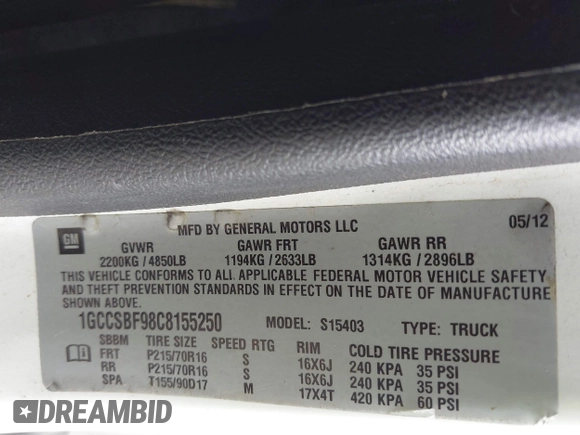 MFD BY GENERAL MOTORS LLC 05/12
GM
GVWR GAWR FRT GAWR RR
2200KG / 4850LB 1194KG / 2633LB 1314KG / 2896LB
THIS VEHICLE CONFORMS TO ALL APPLICABLE FEDERAL MOTOR VEHICLE SAFETY
AND THEFT PREVENTION STANDARDS IN EFFECT ON THE DATE OF MANUFACTURE
SHOWN ABOVE.
1GCCSBF98C8155250 MODEL: S15403 TYPE: TRUCK
SBBM TIRE SIZE SPEED RTG RIM COLD TIRE PRESSURE
FRT P215/70R16 S 16X6J 240 KPA 35 PSI
RR P215/70R16 S 16X6J 240 KPA 35 PSI
SPA T155/90D17 M 17X4T 420 KPA 60 PSI
DREAMBID